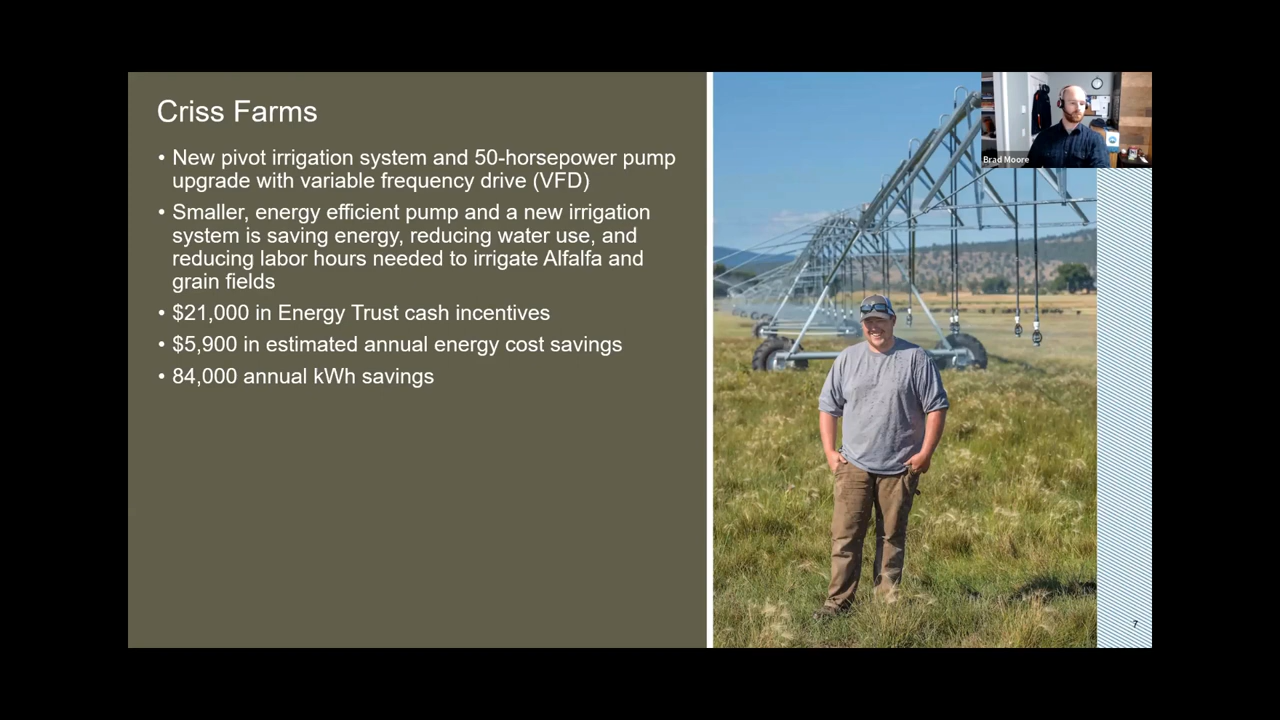 Criss Farms
• New pivot irrigation system and 50-horsepower pump
upgrade with variable frequency drive (VFD)
• Smaller, energy efficient pump and a new irrigation
system is saving energy, reducing water use, and
reducing labor hours needed to irrigate Alfalfa and
grain fields
• $21,000 in Energy Trust cash incentives
• $5,900 in estimated annual energy cost savings
• 84,000 annual kWh savings
Brad Moore
7